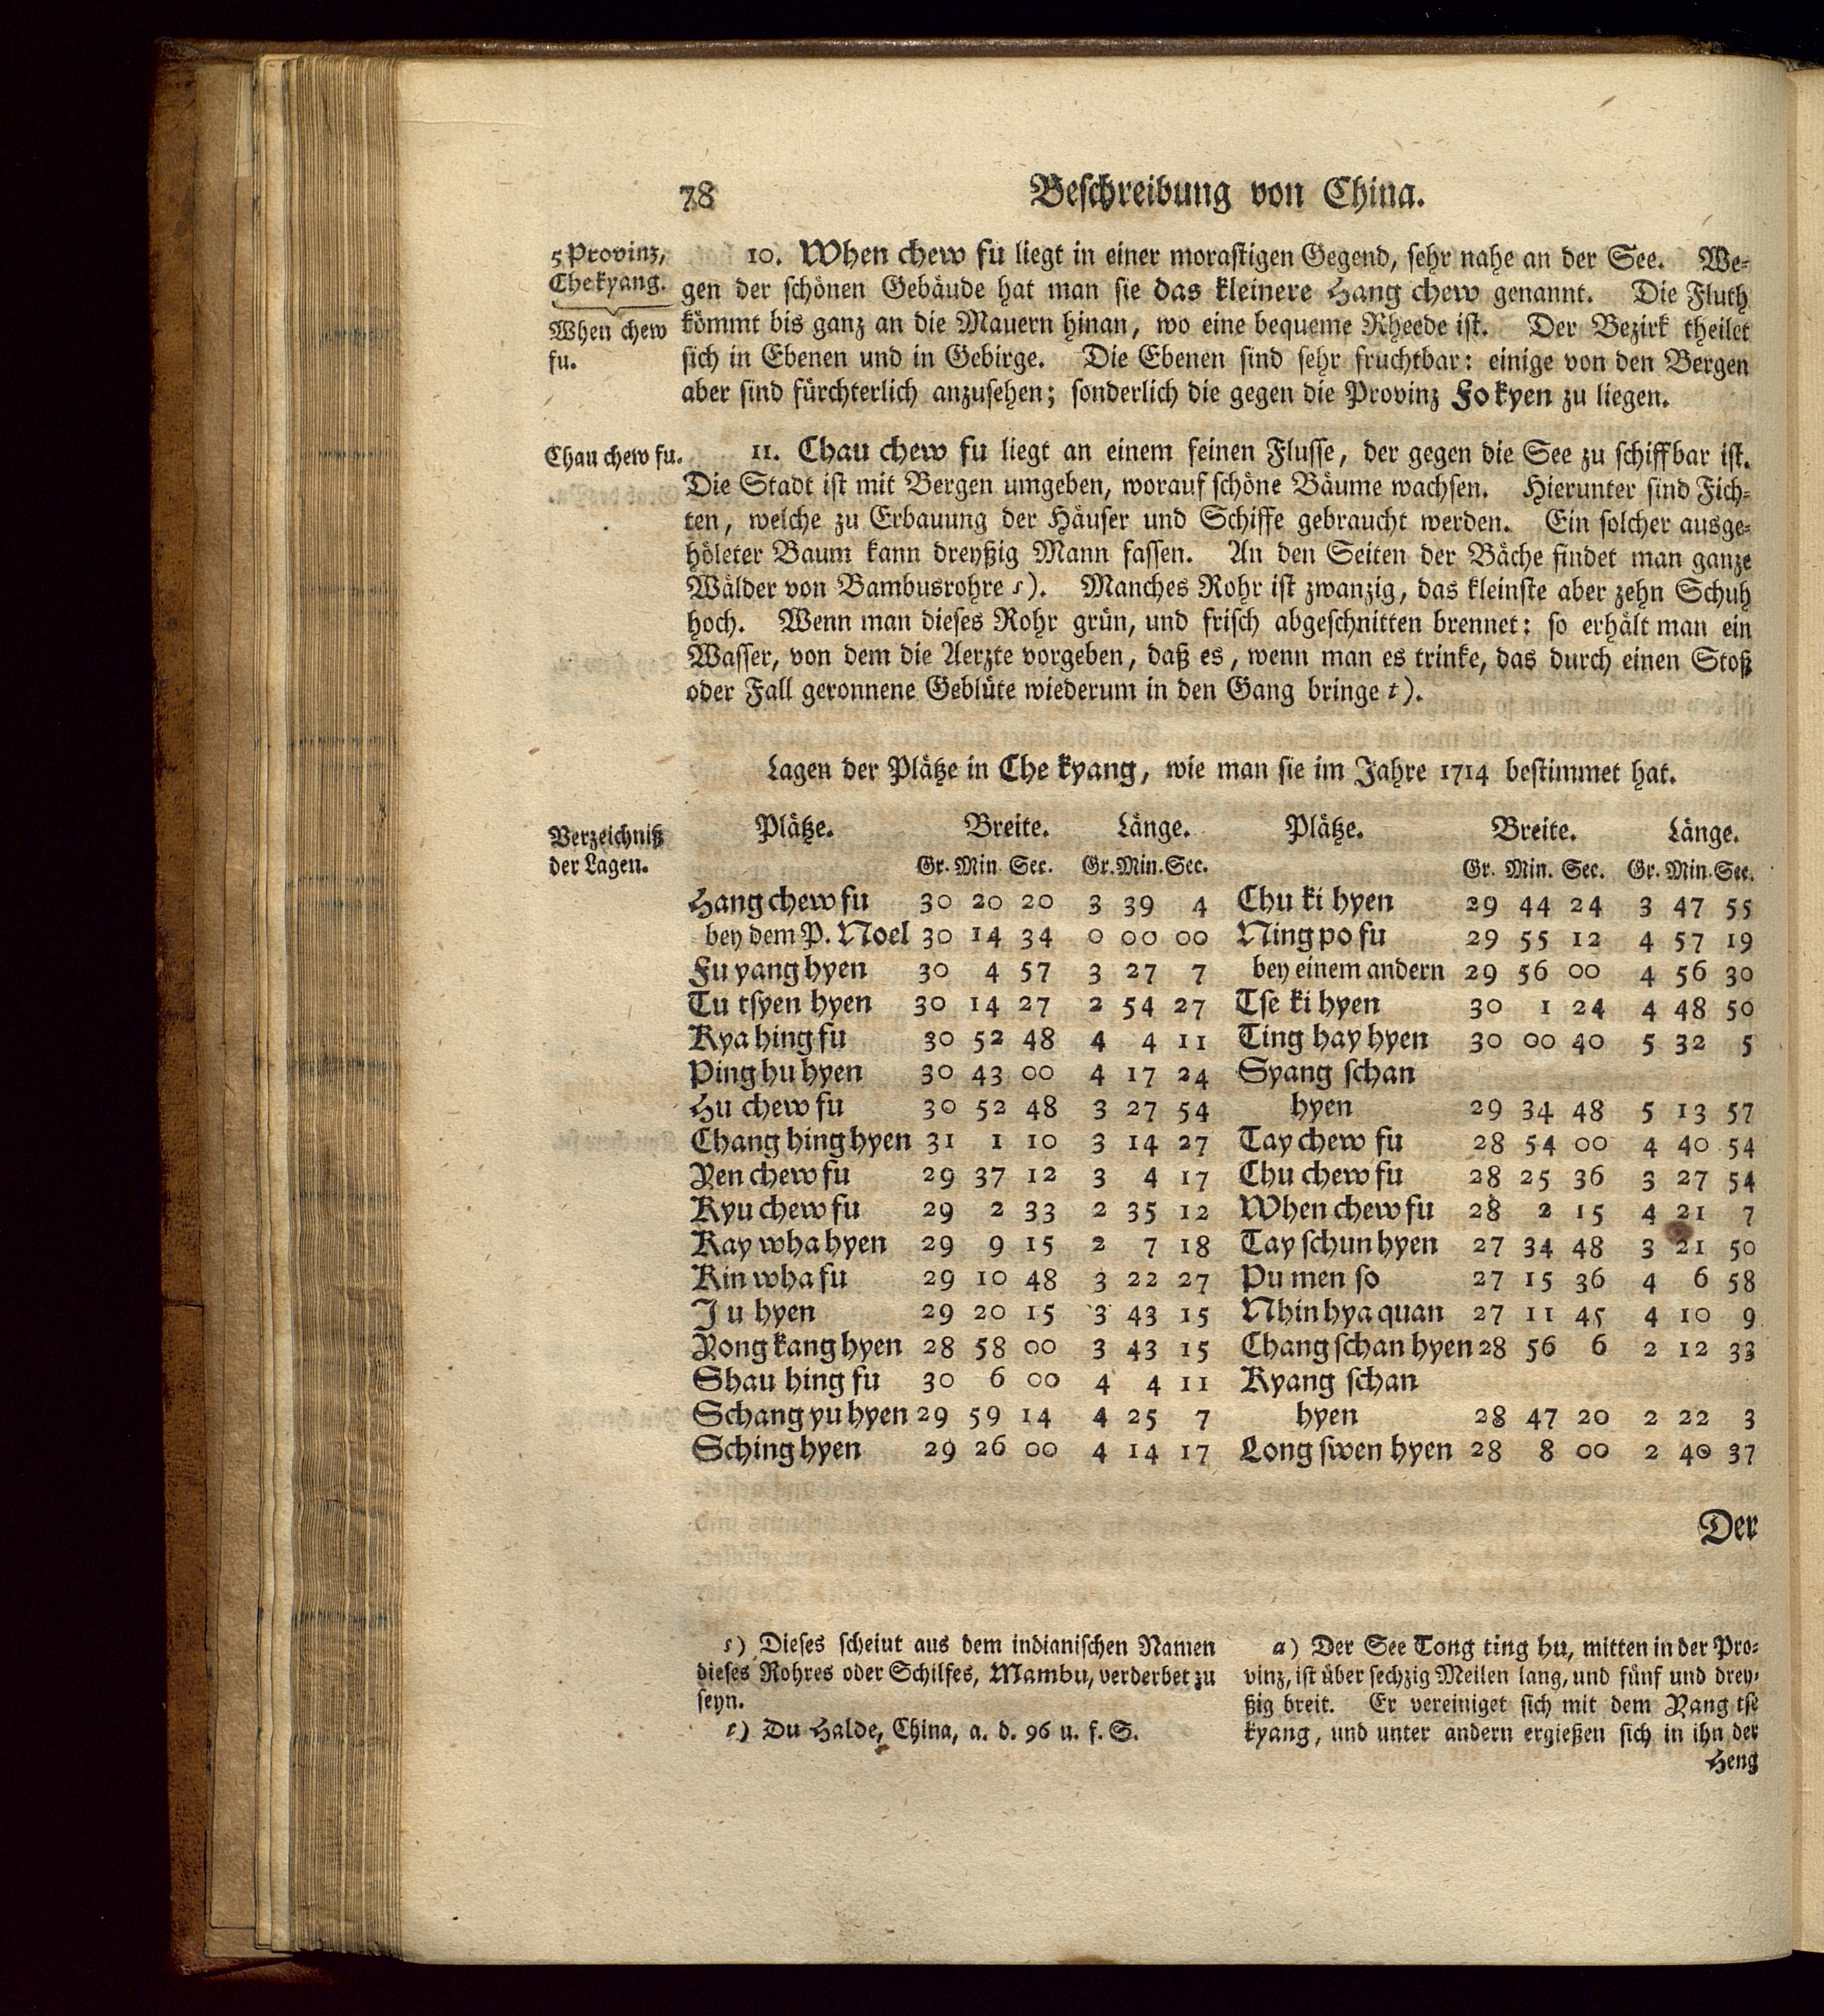 78 Beschreibung von China.
5 Provinz,
Chekyang.
When chew
fu.
10. When chew fu liegt in einer morastigen Gegend, sehr nahe an der See. We-
gen der schönen Gebäude hat man sie das kleinere Hang chew genannt. Die Fluth
kömmt bis ganz an die Mauern hinan, wo eine bequeme Rheede ist. Der Bezirk theilet
sich in Ebenen und in Gebirge. Die Ebenen sind sehr fruchtbar: einige von den Bergen
aber sind fürchterlich anzusehen; sonderlich die gegen die Provinz Fo kyen zu liegen.
Chau chew fu.
11. Chau chew fu liegt an einem feinen Flusse, der gegen die See zu schiffbar ist.
Die Stadt ist mit Bergen umgeben, worauf schöne Bäume wachsen. Hierunter sind Fich-
ten, welche zu Erbauung der Häuser und Schiffe gebraucht werden. Ein solcher ausge-
höleter Baum kann dreyßig Mann fassen. An den Seiten der Bäche findet man ganze
Wälder von Bambusrohre s). Manches Rohr ist zwanzig, das kleinste aber zehn Schuh
hoch. Wenn man dieses Rohr grün, und frisch abgeschnitten brennet: so erhält man ein
Wasser, von dem die Aerzte vorgeben, daß es, wenn man es trinke, das durch einen Stoß
oder Fall geronnene Geblüte wiederum in den Gang bringe t).
Lagen der Plätze in Che kyang, wie man sie im Jahre 1714 bestimmet hat.
Verzeichniß
der Lagen.
Plätze. Breite. Länge. Plätze. Breite. Länge.
Gr. Min. Sec. Gr. Min. Sec. Gr. Min. Sec. Gr. Min. Sec.
Hang chew fu 30 20 20 3 39 4 Chu ki hyen 29 44 24 3 47 55
bey dem P. Noel 30 14 34 0 00 00 Ning po fu 29 55 12 4 57 19
Fu yang hyen 30 4 57 3 27 7 bey einem andern 29 56 00 4 56 30
Tu tsyen hyen 30 14 27 2 54 27 Tse ki hyen 30 1 24 4 48 50
Kya hing fu 30 52 48 4 4 11 Ting hay hyen 30 00 40 5 32 5
Ping hu hyen 30 43 00 4 17 24 Syang schan
Hu chew fu 30 52 48 3 27 54 hyen 29 34 48 5 13 57
Chang hing hyen 31 1 10 3 14 27 Tay chew fu 28 54 00 4 40 54
Yen chew fu 29 37 12 3 4 17 Chu chew fu 28 25 36 3 27 54
Kyu chew fu 29 2 33 2 35 12 When chew fu 28 2 15 4 21 7
Kay wha hyen 29 9 15 2 7 18 Tay schun hyen 27 34 48 3 21 50
Kin wha fu 29 10 48 3 22 27 Pu men so 27 15 36 4 6 58
J u hyen 29 20 15 3 43 15 Nhin hya quan 27 11 45 4 10 9
Yong kang hyen 28 58 00 3 43 15 Chang schan hyen 28 56 6 2 12 33
Shau hing fu 30 6 00 4 4 11 Kyang schan
Schang yu hyen 29 59 14 4 25 7 hyen 28 47 20 2 22 3
Sching hyen 29 26 00 4 14 17 Long swen hyen 28 8 00 2 40 37
Der
s) Dieses scheint aus dem indianischen Namen
dieses Rohres oder Schilfes, Mambu, verderbet zu
seyn.
t) Du Halde, China, a. d. 96 u. f. S.
a) Der See Tong ting hu, mitten in der Pro-
vinz, ist über sechzig Meilen lang, und fünf und drey-
ßig breit. Er vereiniget sich mit dem Yang tse
kyang, und unter andern ergießen sich in ihn der
Heng